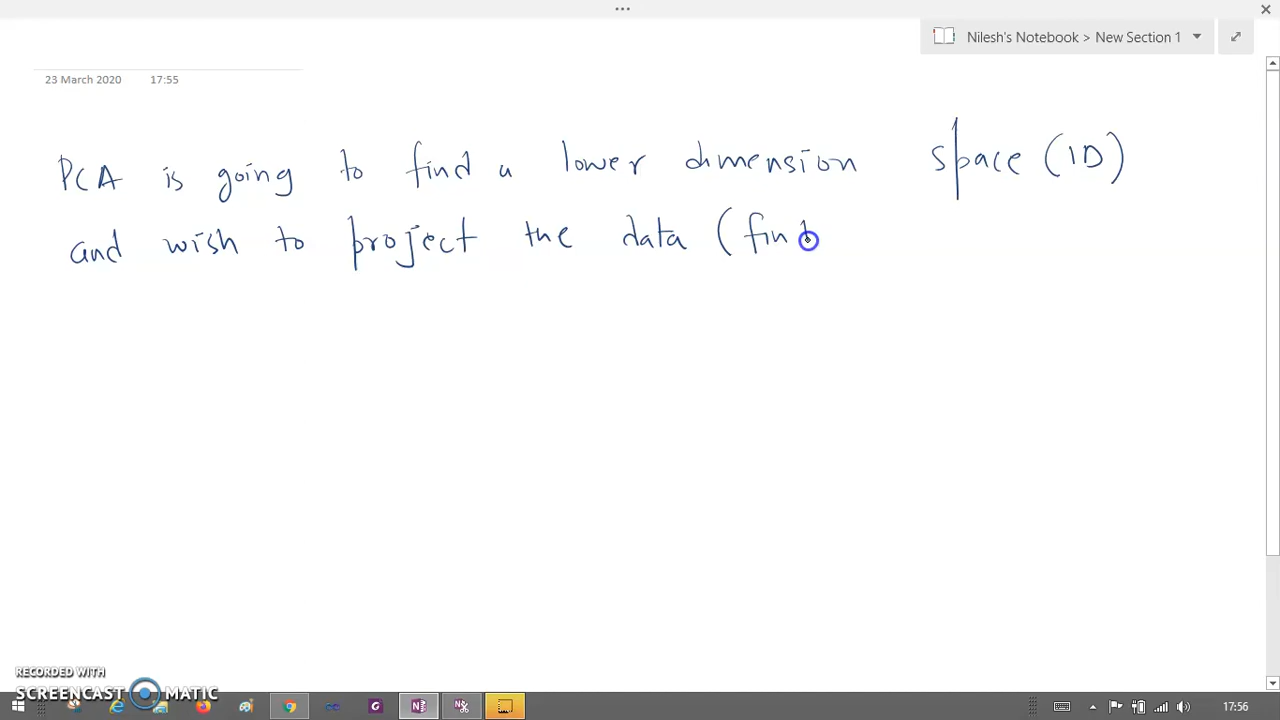 Nilesh's Notebook > New Section 1
23 March 2020 17:55
PCA is going to find a lower dimension space (1D)
and wish to project the data (fin
RECORDED WITH
SCREENCAST MATIC
17:56